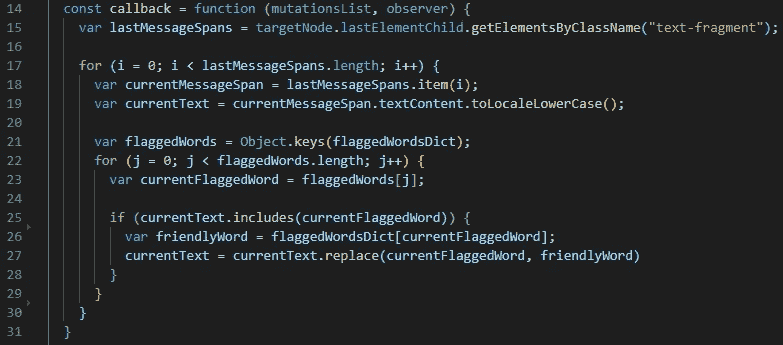 14 const callback = function (mutationsList, observer) {
15 var lastMessageSpans = targetNode.lastElementChild.getElementsByClassName("text-fragment");
16
17 for (i = 0; i < lastMessageSpans.length; i++) {
18 var currentMessageSpan = lastMessageSpans.item(i);
19 var currentText = currentMessageSpan.textContent.toLocaleLowerCase();
20
21 var flaggedWords = Object.keys(flaggedWordsDict);
22 for (j = 0; j < flaggedWords.length; j++) {
23 var currentFlaggedWord = flaggedWords[j];
24
25 if (currentText.includes(currentFlaggedWord)) {
26 var friendlyWord = flaggedWordsDict[currentFlaggedWord];
27 currentText = currentText.replace(currentFlaggedWord, friendlyWord)
28 }
29 }
30 }
31 }